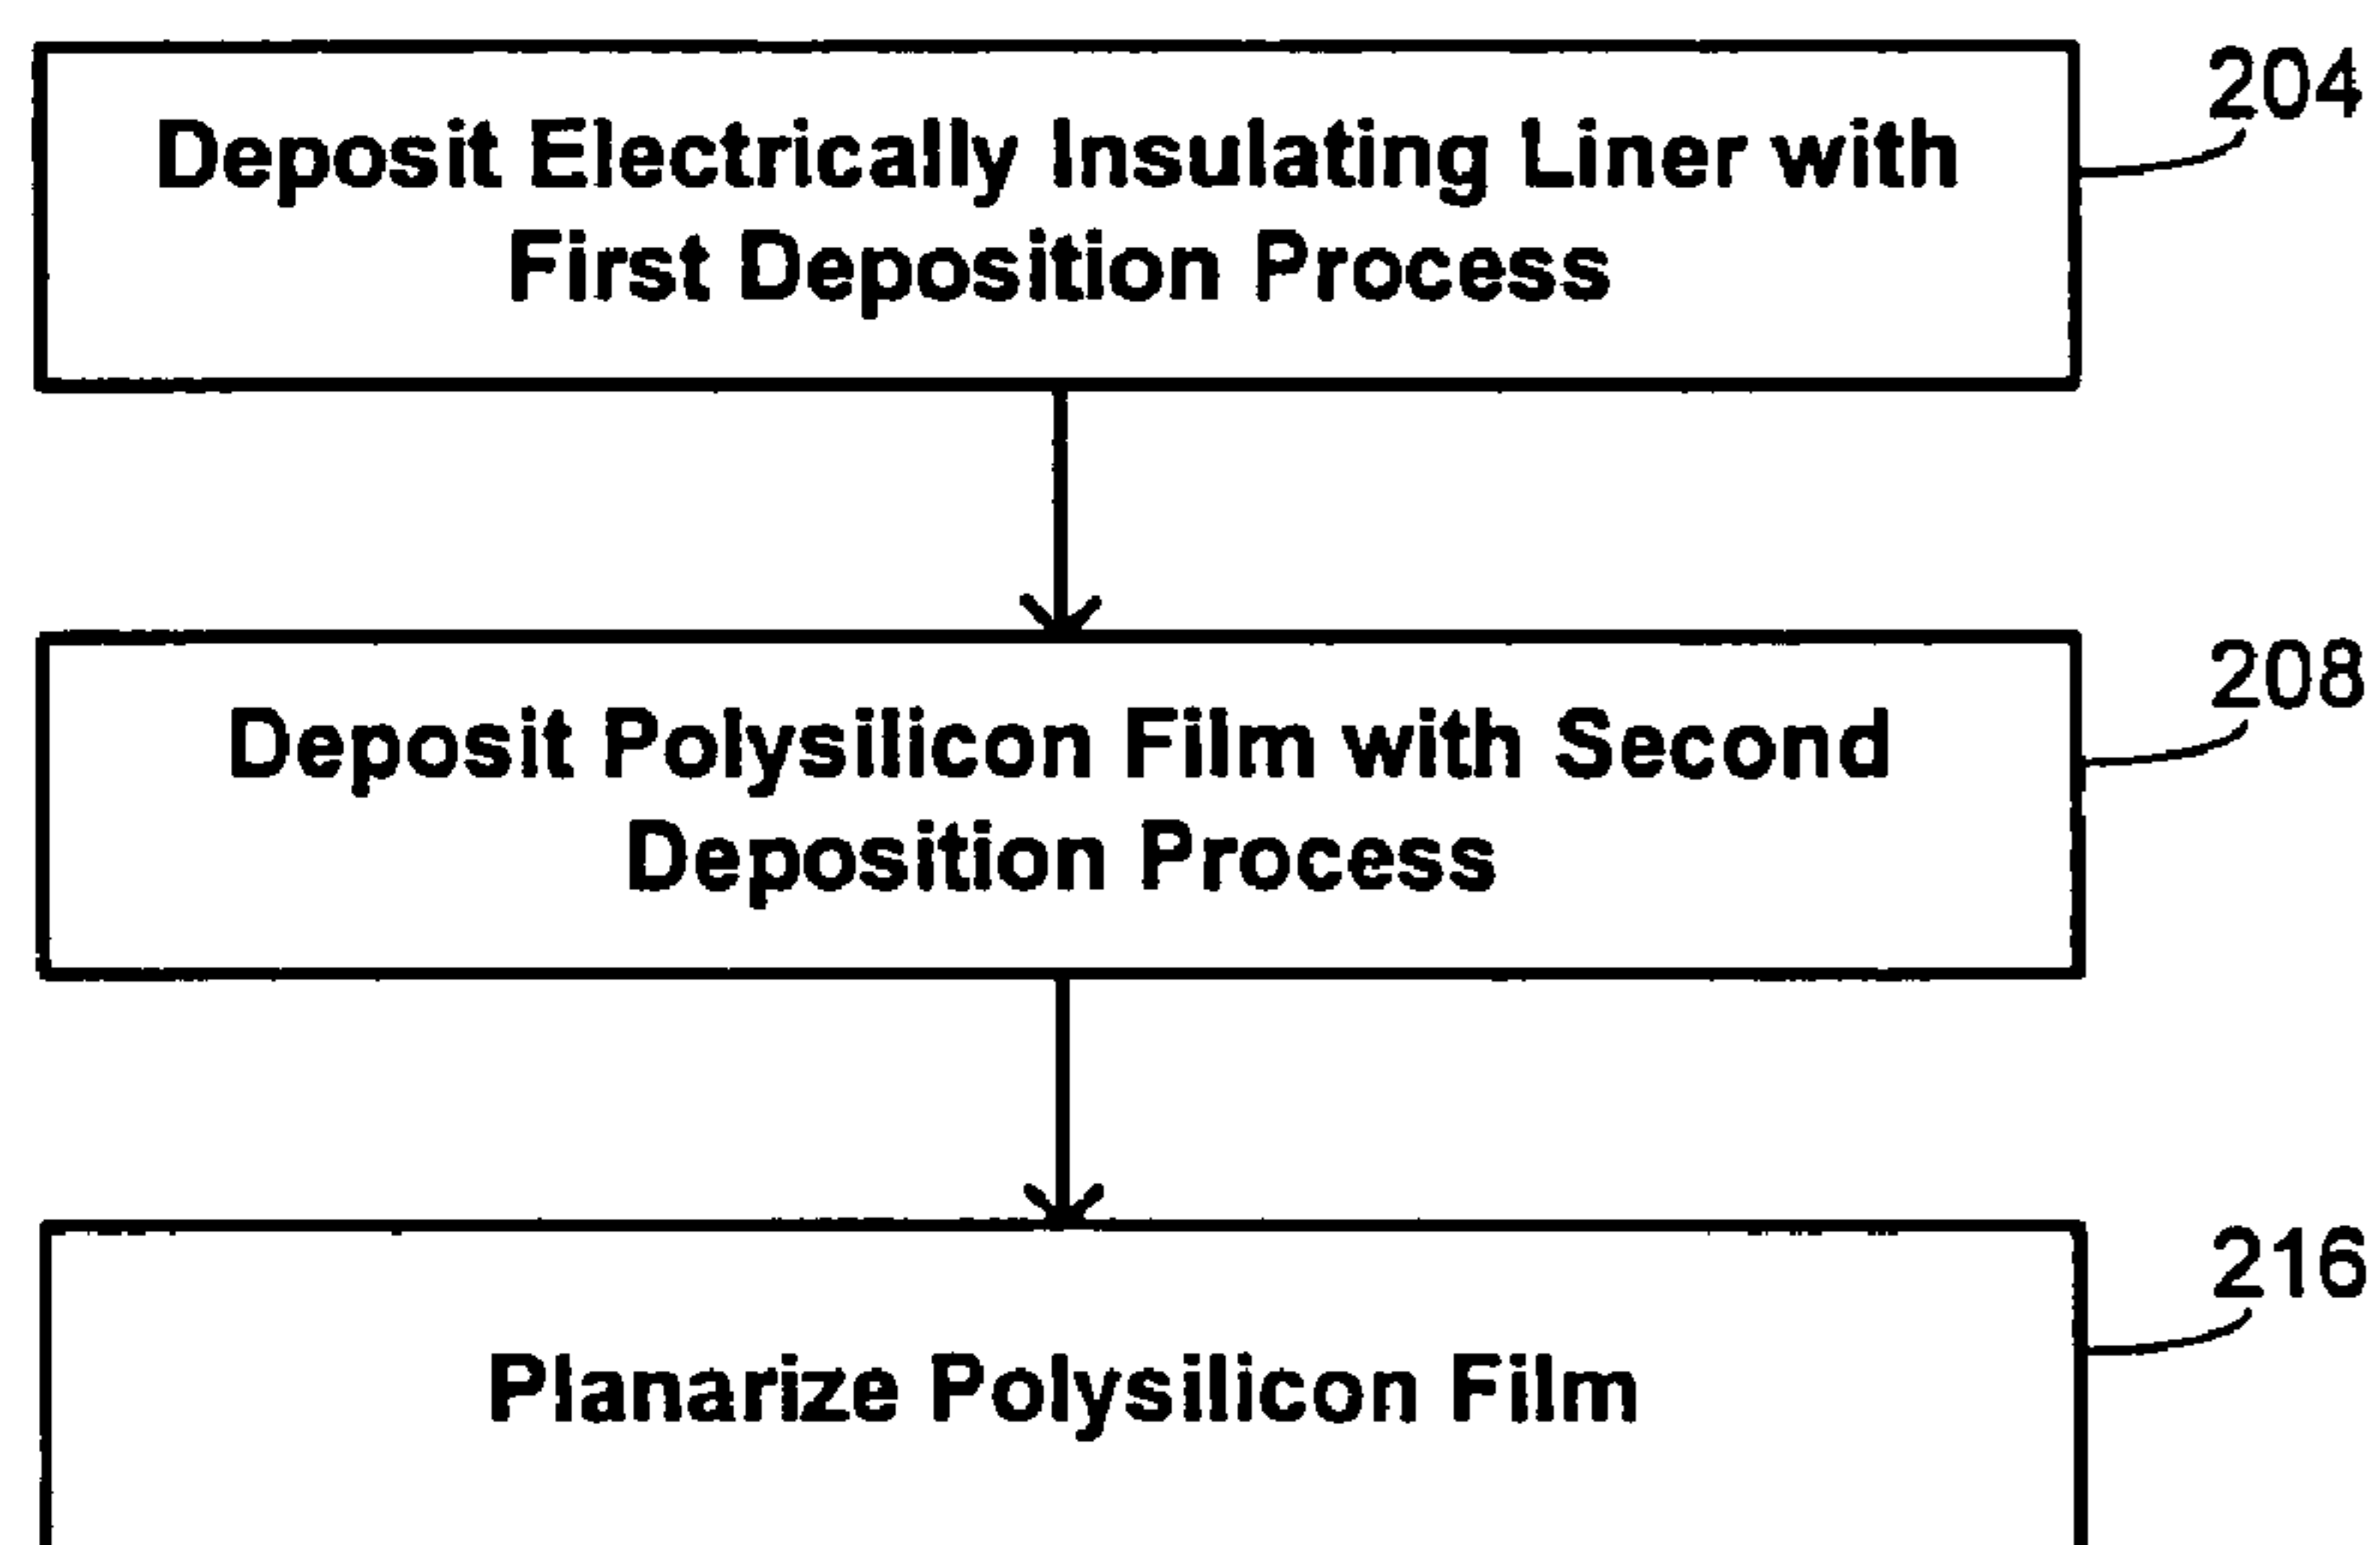 204
Deposit Electrically Insulating Liner with
First Deposition Process
208
Deposit Polysilicon Film with Second
Deposition Process
216
Planarize Polysilicon Film